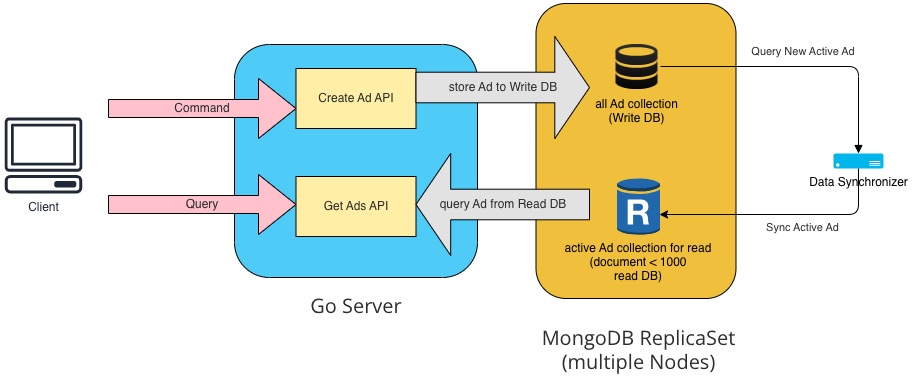 Query New Active Ad
Create Ad API
Command
store Ad to Write DB
all Ad collection
(Write DB)
Data Synchronizer
Client
Query
Get Ads API
query Ad from Read DB
R
Sync Active Ad
active Ad collection for read
(document < 1000
read DB)
Go Server
MongoDB ReplicaSet
(multiple Nodes)